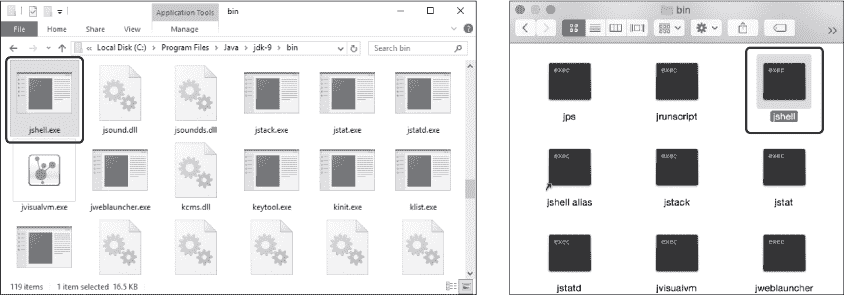 Application Tools bin
File Home Share View Manage
« Local Disk (C:) › Program Files › Java › jdk-9 › bin Search bin
jshell.exe jsound.dll jsoundds.dll jstack.exe jstat.exe jstatd.exe
jvisualvm.exe jweblauncher.exe kcms.dll keytool.exe kinit.exe klist.exe
119 items 1 item selected 16.5 KB
bin
exec exec exec
jps jrunscript jshell
exec exec exec
jshell alias jstack jstat
exec exec exec
jstatd jvisualvm jweblauncher